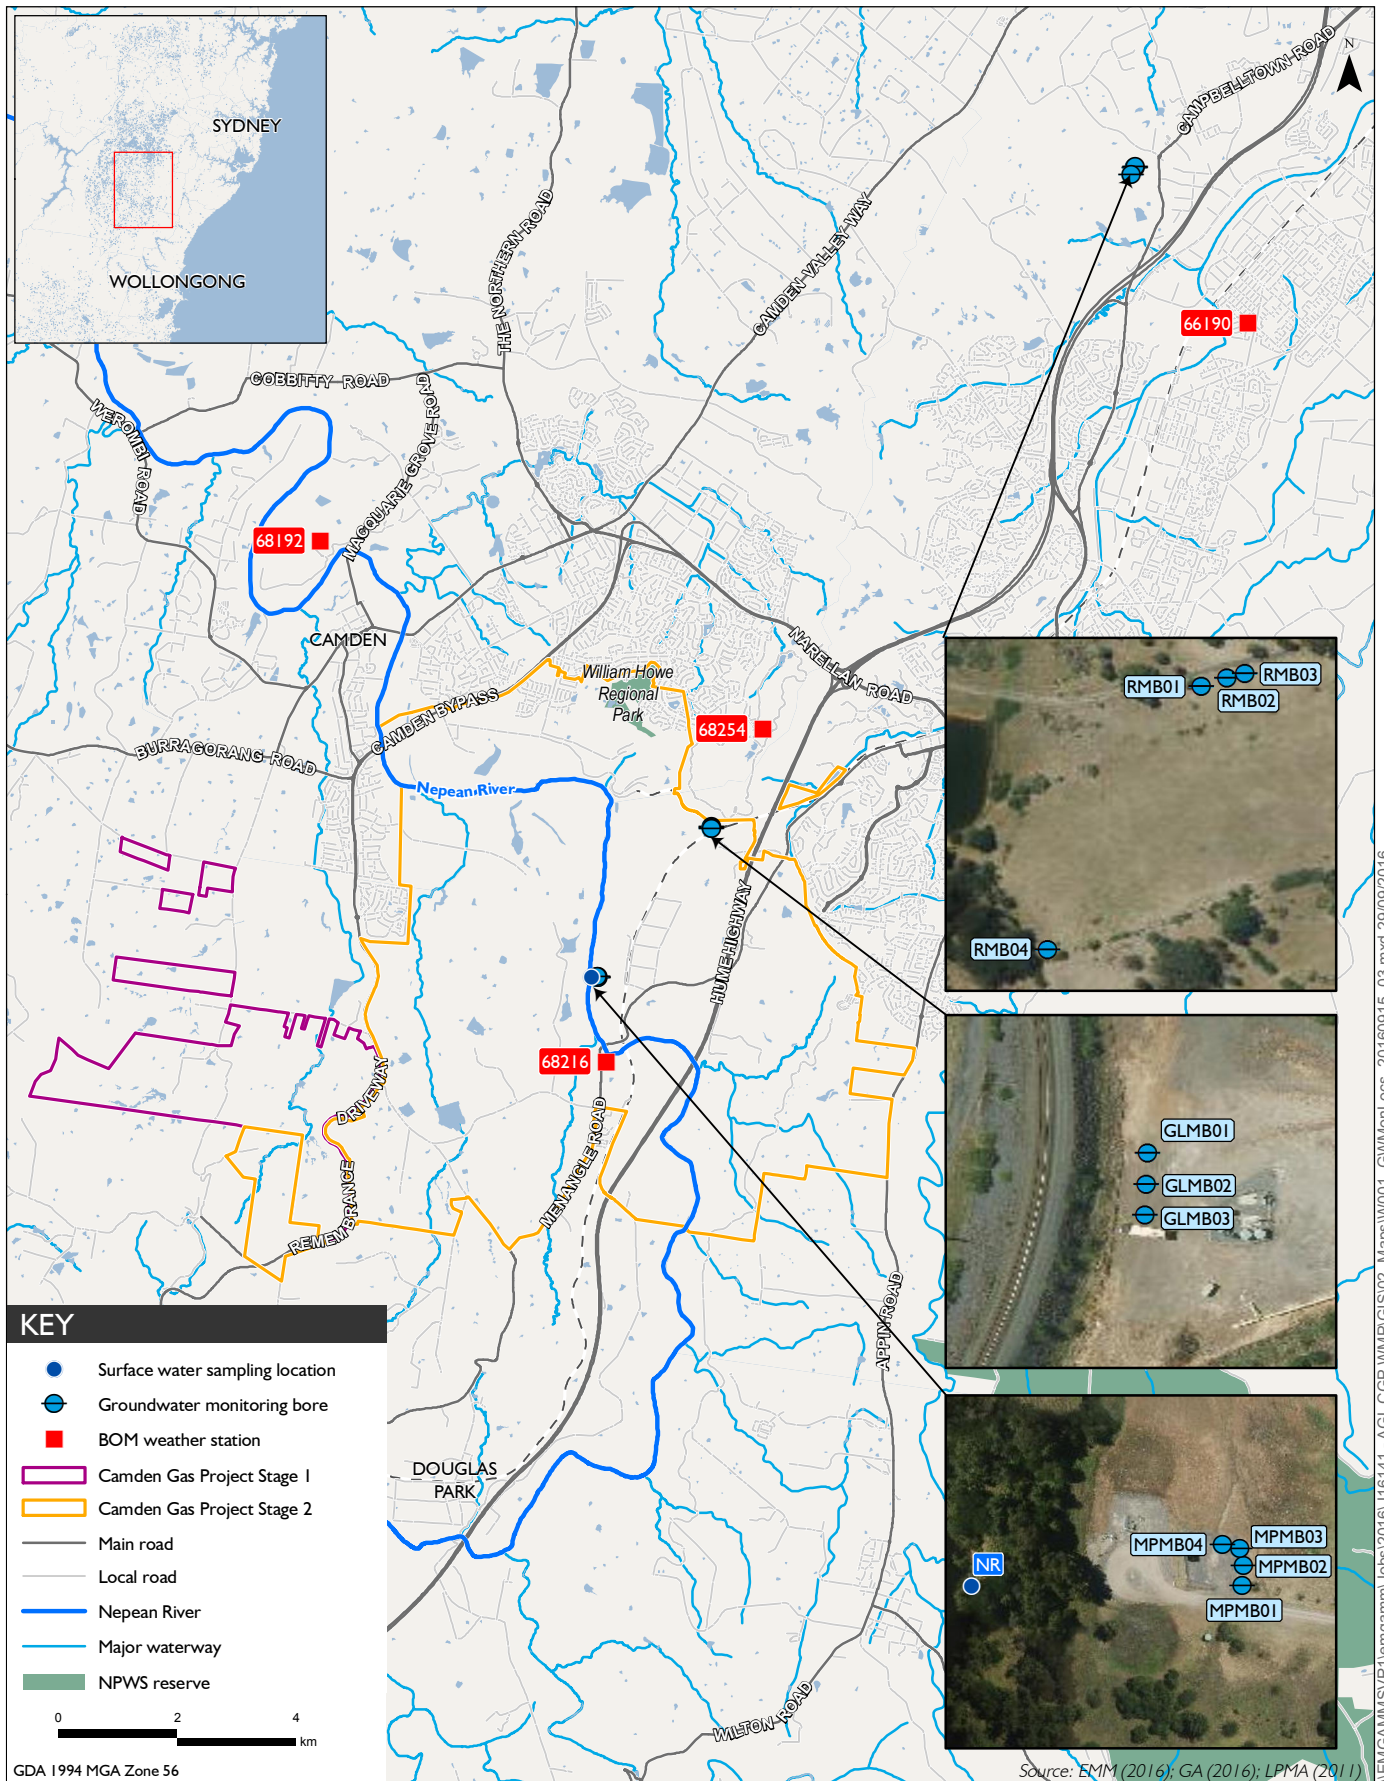 SYDNEY
WOLLONGONG
N
CAMPBELLTOWN ROAD
THE NORTHERN ROAD
CAMDEN VALLEY WAY
66190
COBBITTY ROAD
WEROMBI ROAD
MACQUARIE GROVE ROAD
68192
CAMDEN
NARELLAN ROAD
William Howe
Regional
Park
CAMDEN BYPASS
68254
BURRAGORANG ROAD
Nepean River
RMB01
RMB02
RMB03
RMB04
HUME HIGHWAY
68216
DRIVEWAY
REMEMBRANCE
MENANGLE ROAD
GLMB01
GLMB02
GLMB03
APPIN ROAD
DOUGLAS
PARK
MPMB04
MPMB03
MPMB02
MPMB01
NR
WILTON ROAD
KEY
Surface water sampling location
Groundwater monitoring bore
BOM weather station
Camden Gas Project Stage 1
Camden Gas Project Stage 2
Main road
Local road
Nepean River
Major waterway
NPWS reserve
0 2 4
km
GDA 1994 MGA Zone 56
Source: EMM (2016); GA (2016); LPMA (2011)